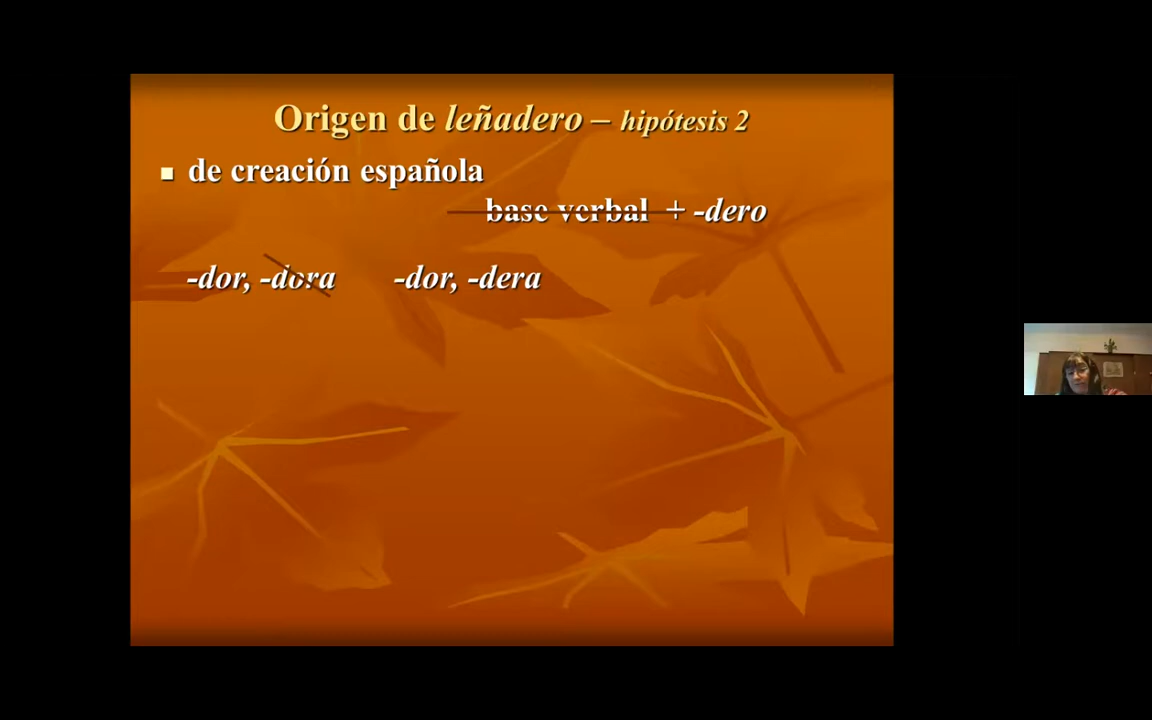 Origen de leñadero – hipótesis 2
de creación española
base verbal + -dero
-dor, -dora -dor, -dera